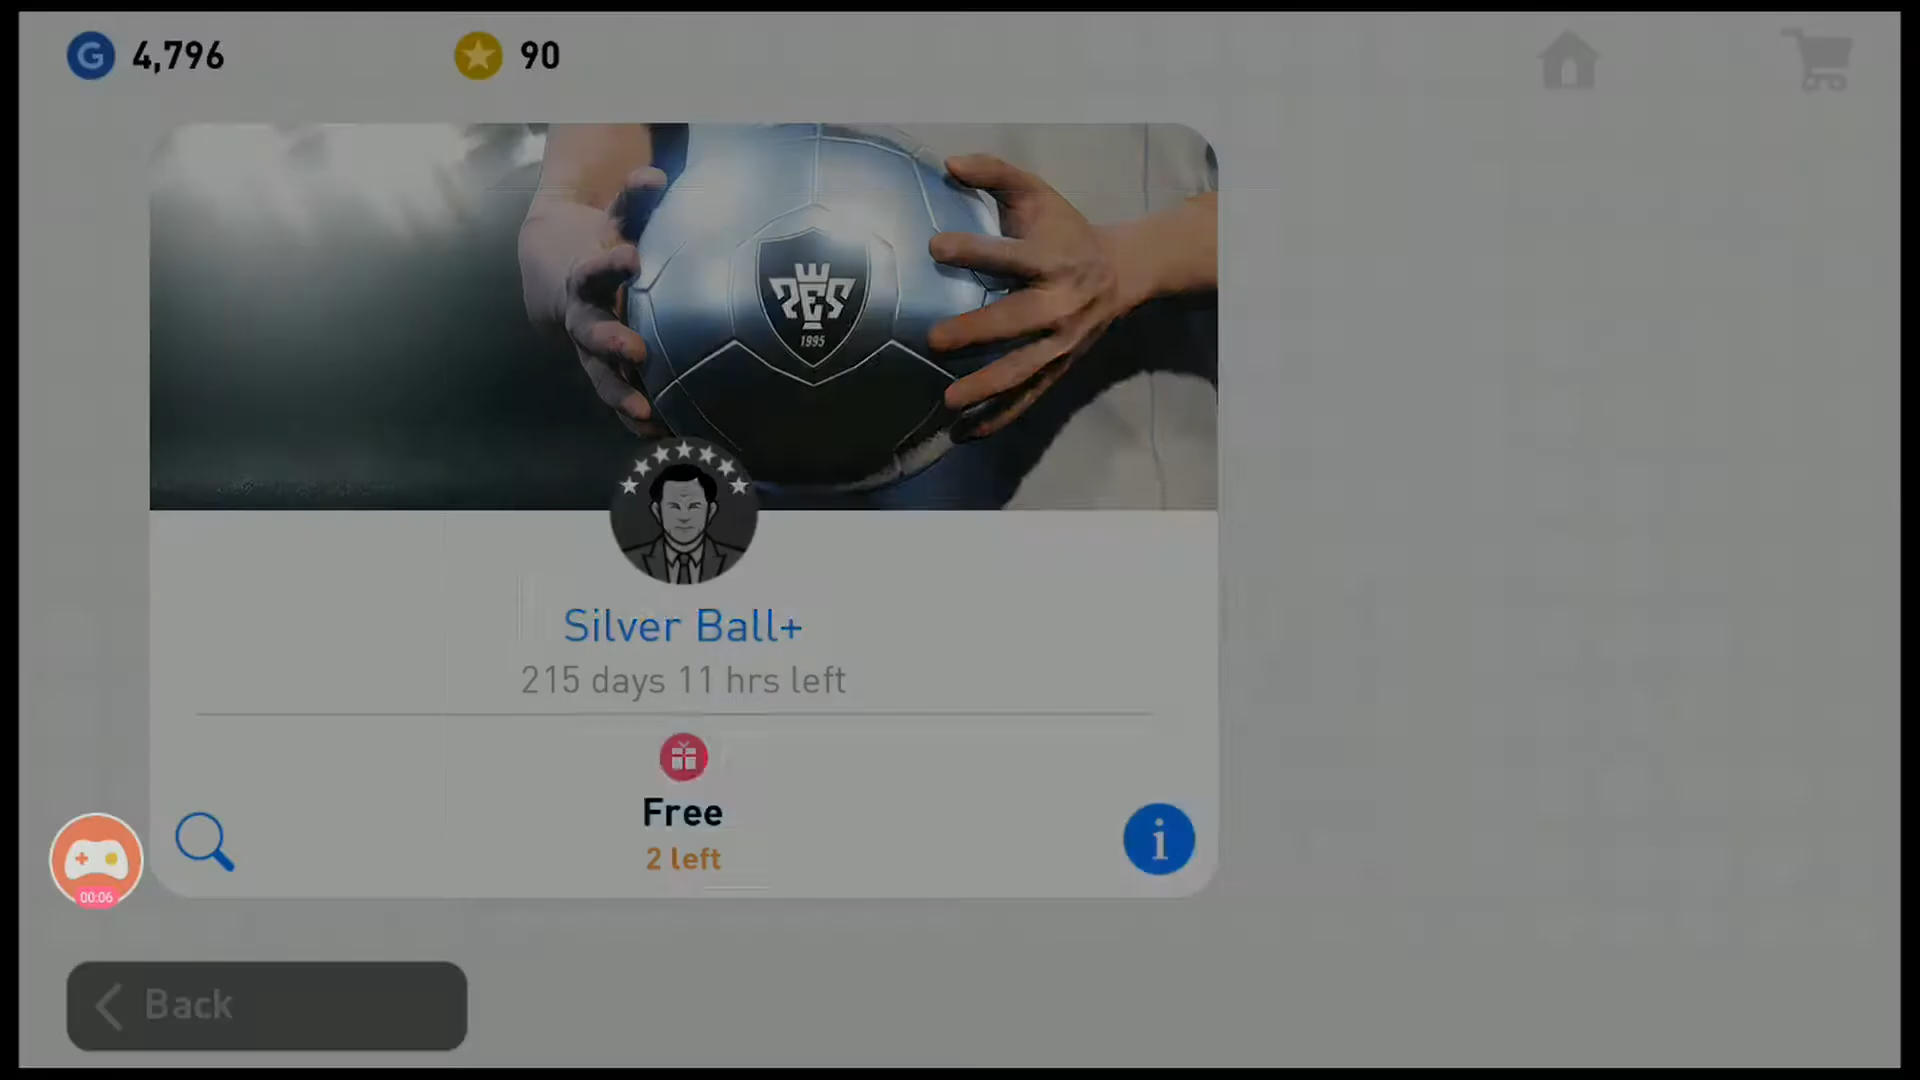 G 4,796
90
PES
1995
Silver Ball+
215 days 11 hrs left
Free
2 left
i
00:06
Back